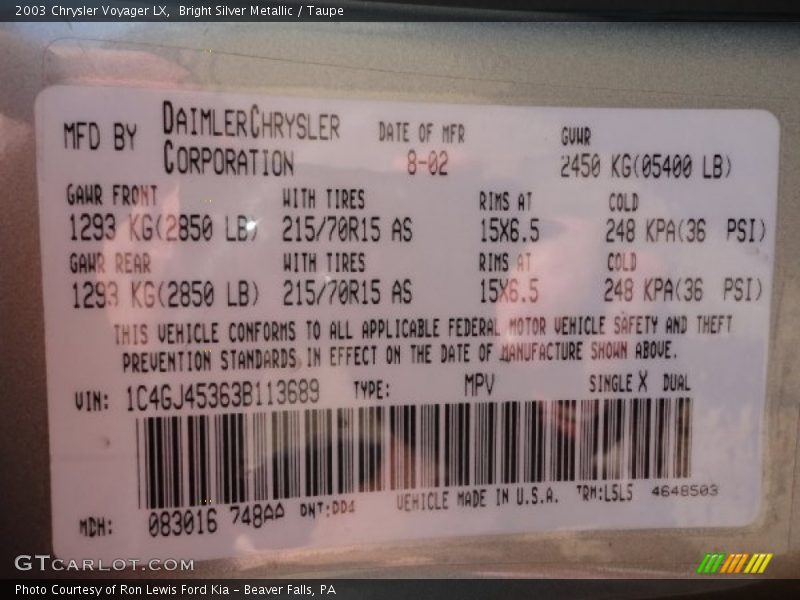 2003 Chrysler Voyager LX,  Bright Silver Metallic / Taupe
MFD BY DAIMLERCHRYSLER CORPORATION
DATE OF MFR 8-02
GVWR 2450 KG(05400 LB)
GAWR FRONT WITH TIRES RIMS AT COLD
1293 KG(2850 LB) 215/70R15 AS 15X6.5 248 KPA(36 PSI)
GAWR REAR WITH TIRES RIMS AT COLD
1293 KG(2850 LB) 215/70R15 AS 15X6.5 248 KPA(36 PSI)
THIS VEHICLE CONFORMS TO ALL APPLICABLE FEDERAL MOTOR VEHICLE SAFETY AND THEFT
PREVENTION STANDARDS IN EFFECT ON THE DATE OF MANUFACTURE SHOWN ABOVE.
VIN: 1C4GJ45363B113689 TYPE: MPV SINGLE X DUAL
MDH: 083016 748AA DNT:DD4 VEHICLE MADE IN U.S.A. TRM:LSL5 4648503
GTCARLOT.COM
Photo Courtesy of Ron Lewis Ford Kia – Beaver Falls, PA